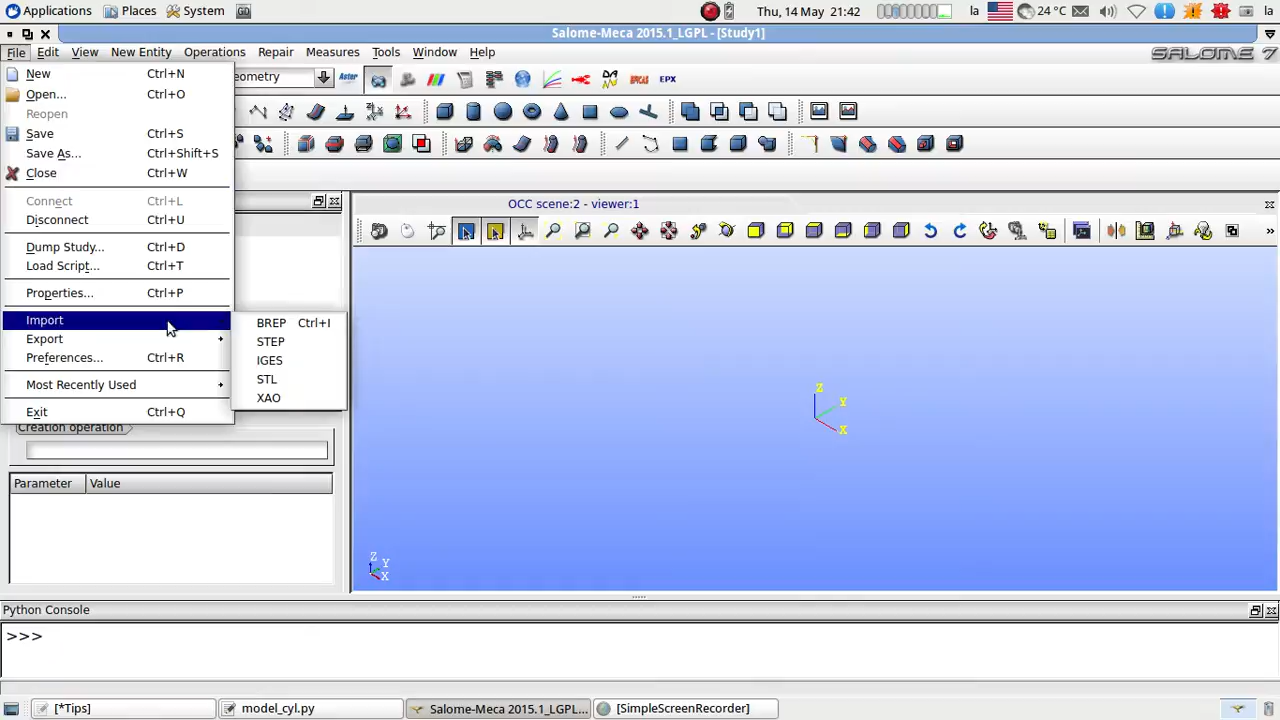 Applications Places System Thu, 14 May 21:42 la 24 °C la
Salome-Meca 2015.1_LGPL - [Study1]
File Edit View New Entity Operations Repair Measures Tools Window Help SALOME 7
New Ctrl+N
eometry Aster EPX
Open... Ctrl+O
Reopen
Save Ctrl+S
Save As... Ctrl+Shift+S
Close Ctrl+W
Connect Ctrl+L
OCC scene:2 - viewer:1
Disconnect Ctrl+U
Dump Study... Ctrl+D
Load Script... Ctrl+T
Properties... Ctrl+P
Import
BREP Ctrl+I
Export
STEP
Preferences... Ctrl+R
IGES
STL
Most Recently Used
XAO
Exit Ctrl+Q
Z
Y
X
Creation operation
Parameter Value
Z
Y
X
Python Console
>>>
[*Tips] model_cyl.py Salome-Meca 2015.1_LGPL... [SimpleScreenRecorder]